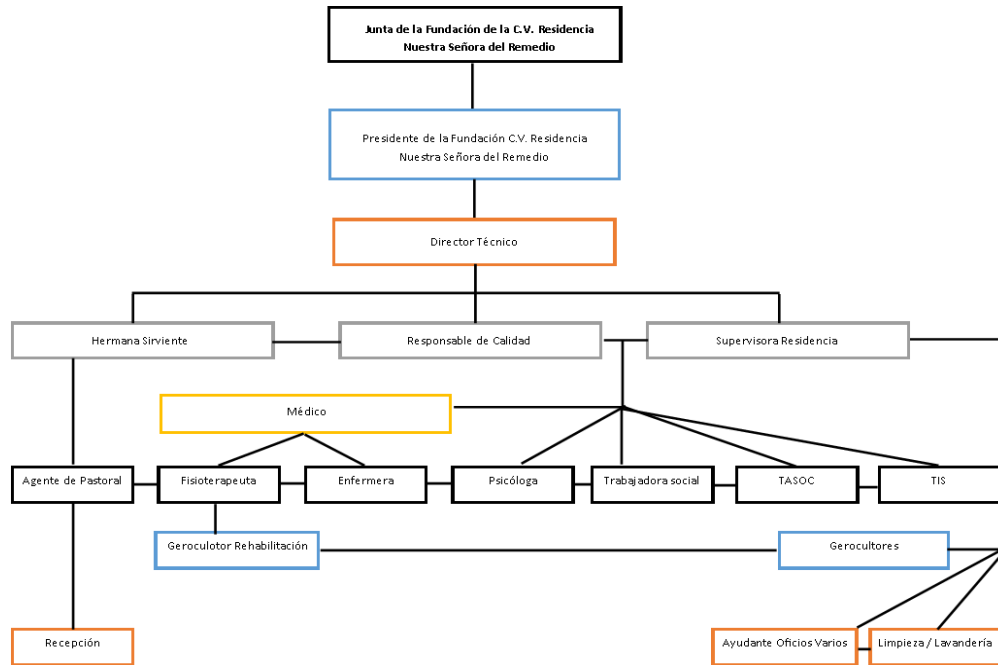 Junta de la Fundación de la C.V. Residencia
Nuestra Señora del Remedio
Presidente de la Fundación C.V. Residencia
Nuestra Señora del Remedio
Director Técnico
Hermana Sirviente
Responsable de Calidad
Supervisora Residencia
Médico
Agente de Pastoral
Fisioterapeuta
Enfermera
Psicóloga
Trabajadora social
TASOC
TIS
Geroculotor Rehabilitación
Gerocultores
Recepción
Ayudante Oficios Varios
Limpieza / Lavandería